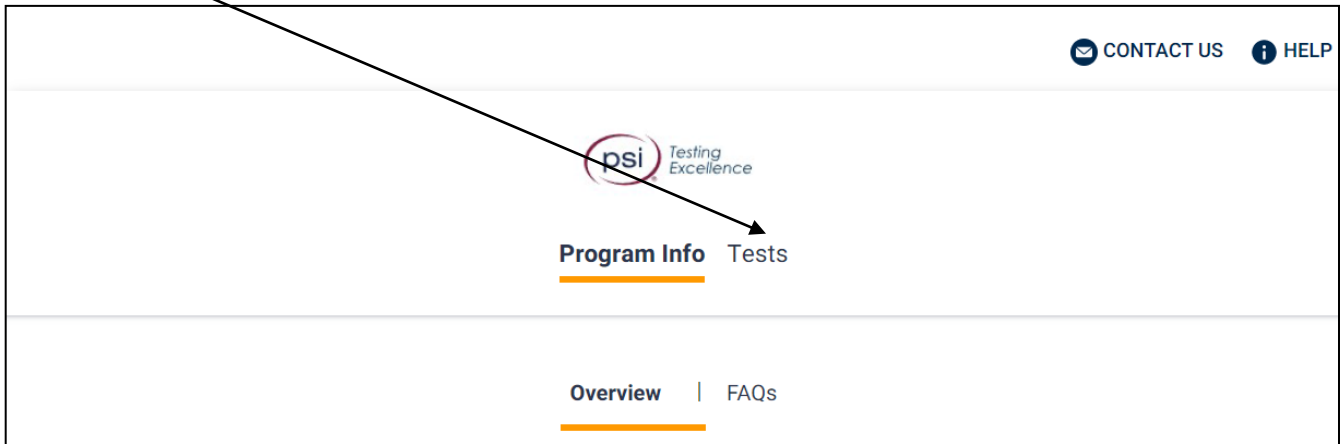 CONTACT US HELP
psi Testing
Excellence
Program Info Tests
Overview | FAQs